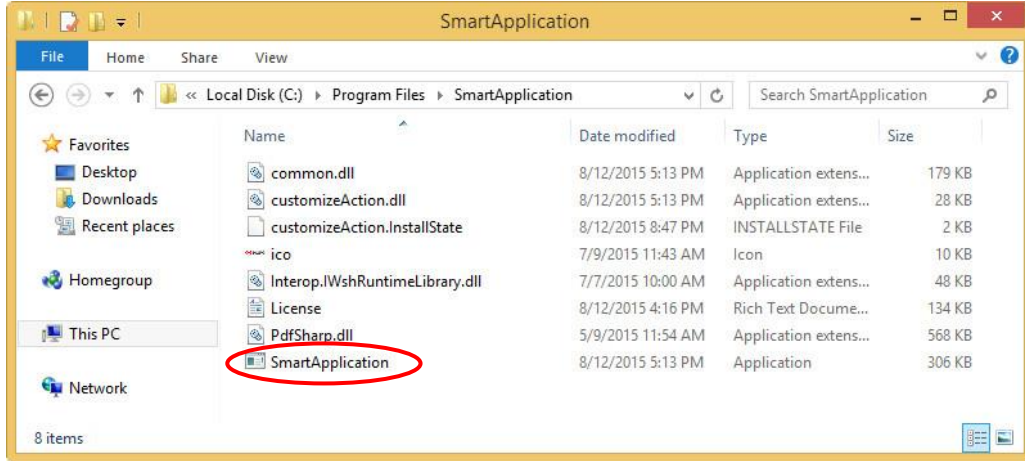 SmartApplication
File Home Share View
« Local Disk (C:) Program Files SmartApplication Search SmartApplication
Name Date modified Type Size
Favorites
Desktop
Downloads
Recent places
Homegroup
This PC
Network
common.dll 8/12/2015 5:13 PM Application extens... 179 KB
customizeAction.dll 8/12/2015 5:13 PM Application extens... 28 KB
customizeAction.InstallState 8/12/2015 8:47 PM INSTALLSTATE File 2 KB
ico 7/9/2015 11:43 AM Icon 10 KB
Interop.IWshRuntimeLibrary.dll 7/7/2015 10:00 AM Application extens... 48 KB
License 8/12/2015 4:16 PM Rich Text Docume... 134 KB
PdfSharp.dll 5/9/2015 11:54 AM Application extens... 568 KB
SmartApplication 8/12/2015 5:13 PM Application 306 KB
8 items